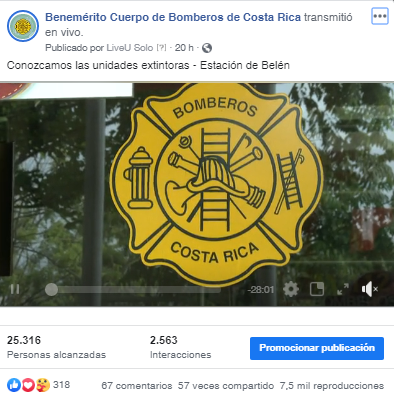 Benemérito Cuerpo de Bomberos de Costa Rica transmitió
en vivo.
Publicado por LiveU Solo [?] · 20 h ·
Conozcamos las unidades extintoras - Estación de Belén
BOMBEROS
COSTA RICA
-28:01
25.316
Personas alcanzadas
2.563
Interacciones
Promocionar publicación
318
67 comentarios 57 veces compartido 7,5 mil reproducciones